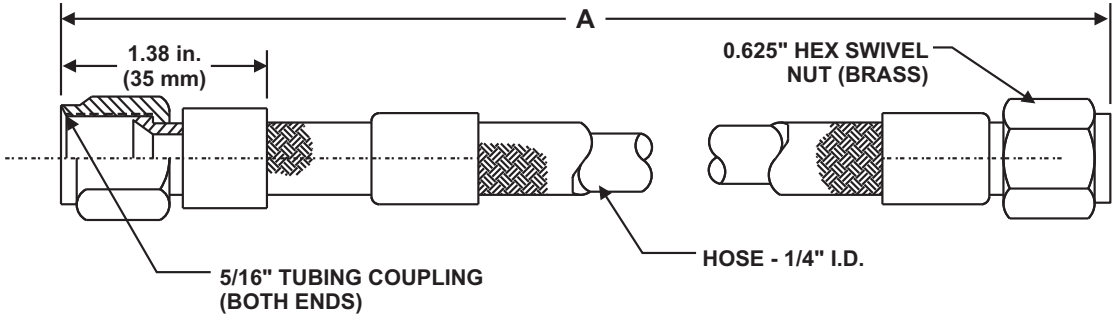 A
1.38 in.
(35 mm)
0.625" HEX SWIVEL
NUT (BRASS)
HOSE - 1/4" I.D.
5/16" TUBING COUPLING
(BOTH ENDS)